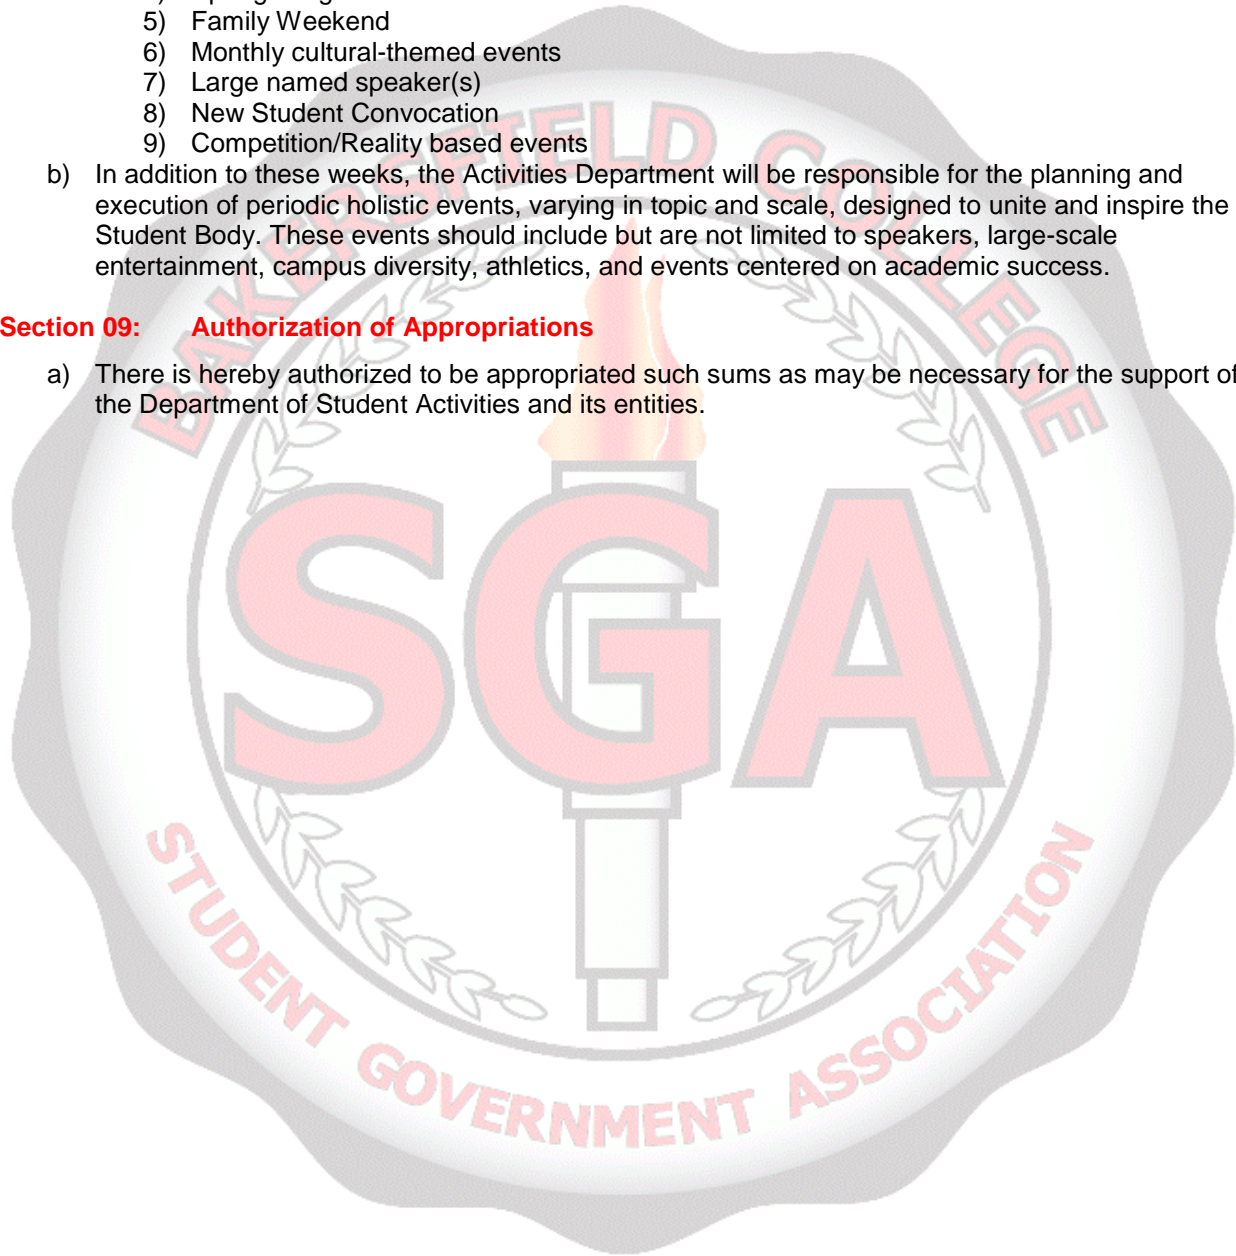 5) Family Weekend
6) Monthly cultural-themed events
7) Large named speaker(s)
8) New Student Convocation
9) Competition/Reality based events
b) In addition to these weeks, the Activities Department will be responsible for the planning and
execution of periodic holistic events, varying in topic and scale, designed to unite and inspire the
Student Body. These events should include but are not limited to speakers, large-scale
entertainment, campus diversity, athletics, and events centered on academic success.
Section 09: Authorization of Appropriations
a) There is hereby authorized to be appropriated such sums as may be necessary for the support of
the Department of Student Activities and its entities.
BAKERSFIELD COLLEGE
SGA
STUDENT GOVERNMENT ASSOCIATION